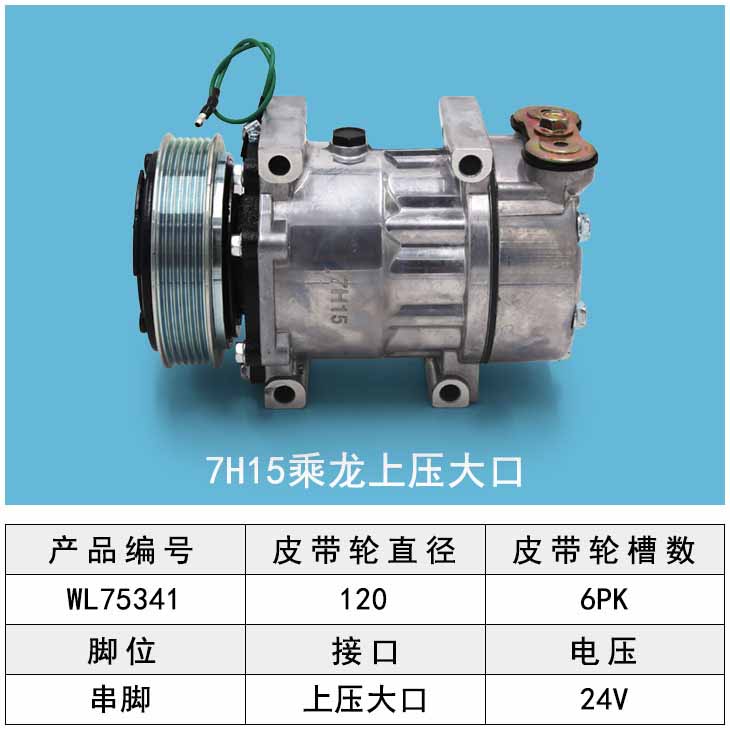 7H15
7H15乘龙上压大口
产品编号 皮带轮直径 皮带轮槽数
WL75341 120 6PK
脚位 接口 电压
串脚 上压大口 24V